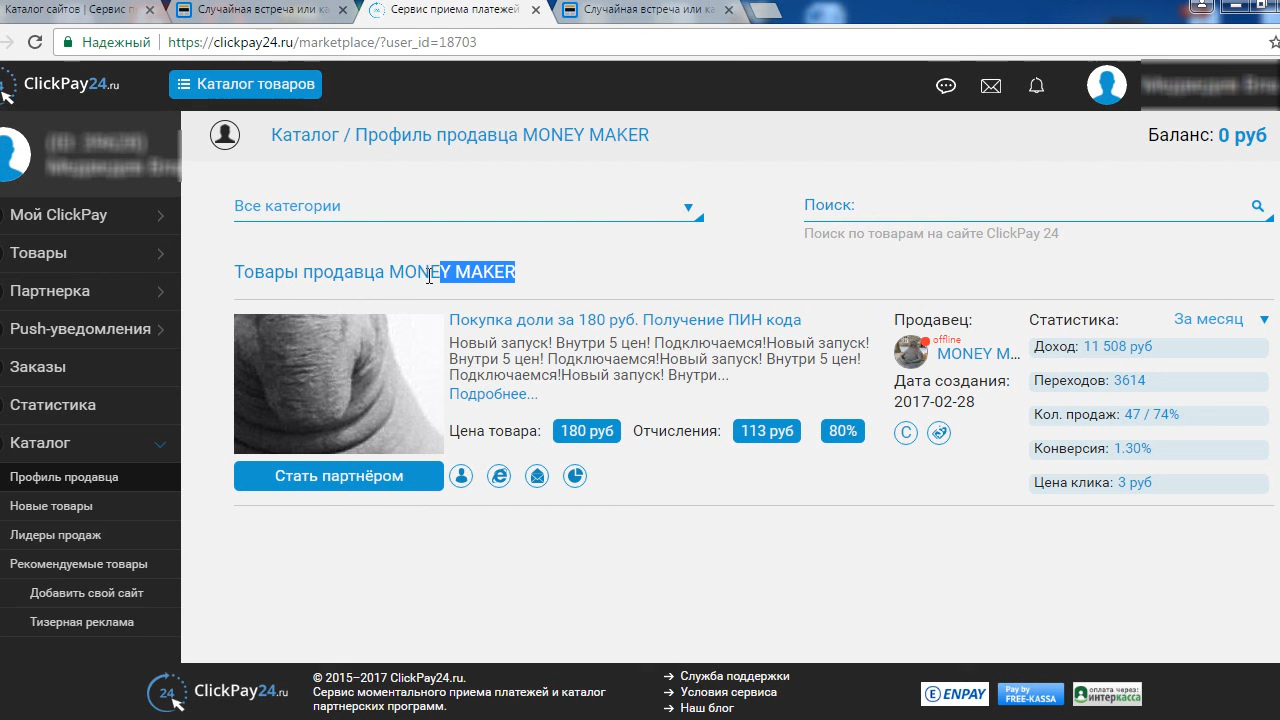 Каталог сайтов | Сервис п
Случайная встреча или ка
Сервис приема платежей
Случайная встреча или ка
Надежный
https://clickpay24.ru/marketplace/?user_id=18703
ClickPay24.ru
Каталог товаров
Каталог / Профиль продавца MONEY MAKER
Баланс: 0 руб
Мой ClickPay
Товары
Партнерка
Push-уведомления
Заказы
Статистика
Каталог
Профиль продавца
Новые товары
Лидеры продаж
Рекомендуемые товары
Добавить свой сайт
Тизерная реклама
Все категории
Поиск:
Поиск по товарам на сайте ClickPay 24
Товары продавца MONEY MAKER
Покупка доли за 180 руб. Получение ПИН кода
Новый запуск! Внутри 5 цен! Подключаемся!Новый запуск!
Внутри 5 цен! Подключаемся!Новый запуск! Внутри 5 цен!
Подключаемся!Новый запуск! Внутри...
Подробнее...
Цена товара: 180 руб Отчисления: 113 руб 80%
Стать партнёром
Продавец:
offline
MONEY M...
Дата создания:
2017-02-28
Статистика: За месяц
Доход: 11 508 руб
Переходов: 3614
Кол. продаж: 47 / 74%
Конверсия: 1.30%
Цена клика: 3 руб
24
ClickPay24.ru
© 2015–2017 ClickPay24.ru.
Сервис моментального приема платежей и каталог
партнерских программ.
Служба поддержки
Условия сервиса
Наш блог
ENPAY
Pay by
FREE-KASSA
оплата через:
интеркасса